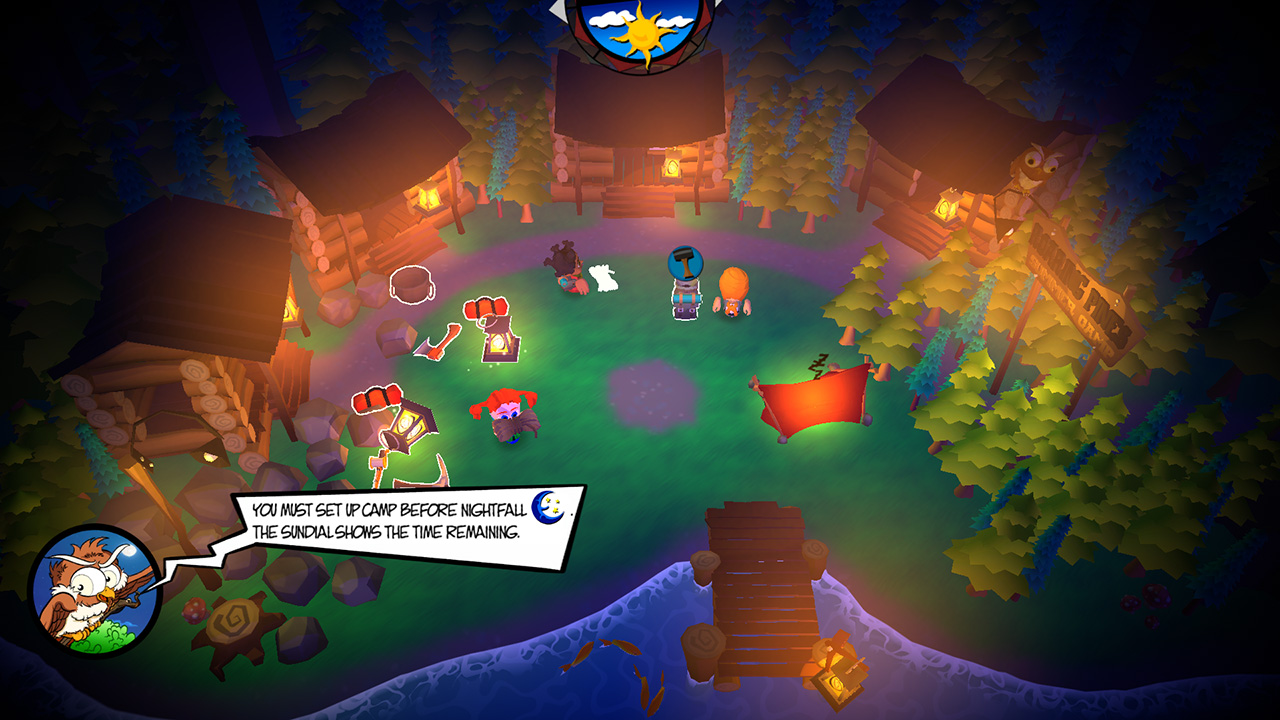 YOU MUST SET UP CAMP BEFORE NIGHTFALL .
THE SUNDIAL SHOWS THE TIME REMAINING.